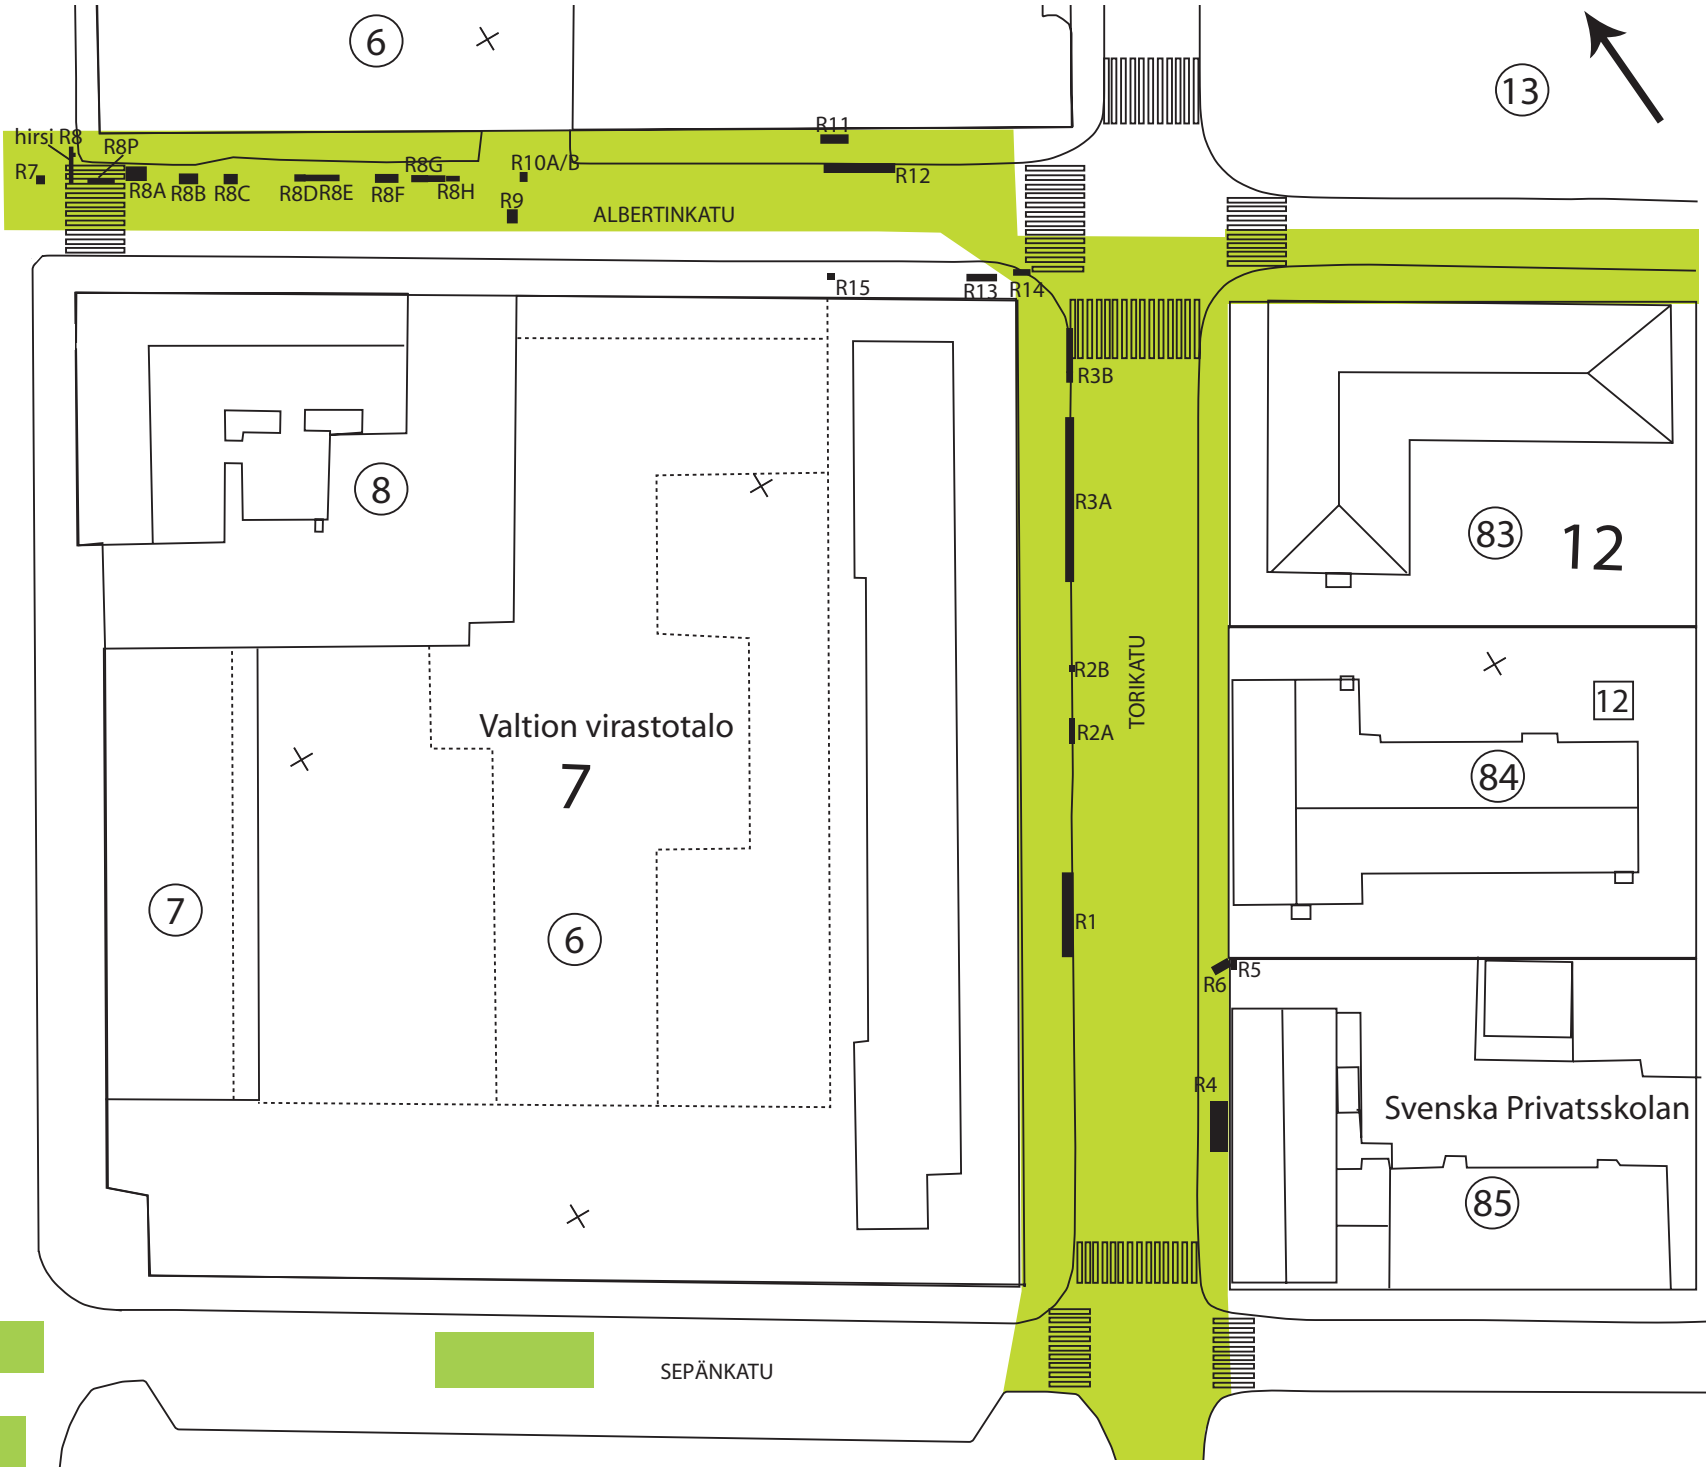 6
13
hirsi R8
R8P
R7
R8A
R8B
R8C
R8D
R8E
R8F
R8G
R8H
R10A/B
R9
R11
R12
ALBERTINKATU
R15
R13
R14
R3B
R3A
8
83
12
R2B
R2A
TORIKATU
12
Valtion virastotalo
7
84
7
6
R1
R6
R5
R4
Svenska Privatsskolan
85
SEPÄNKATU